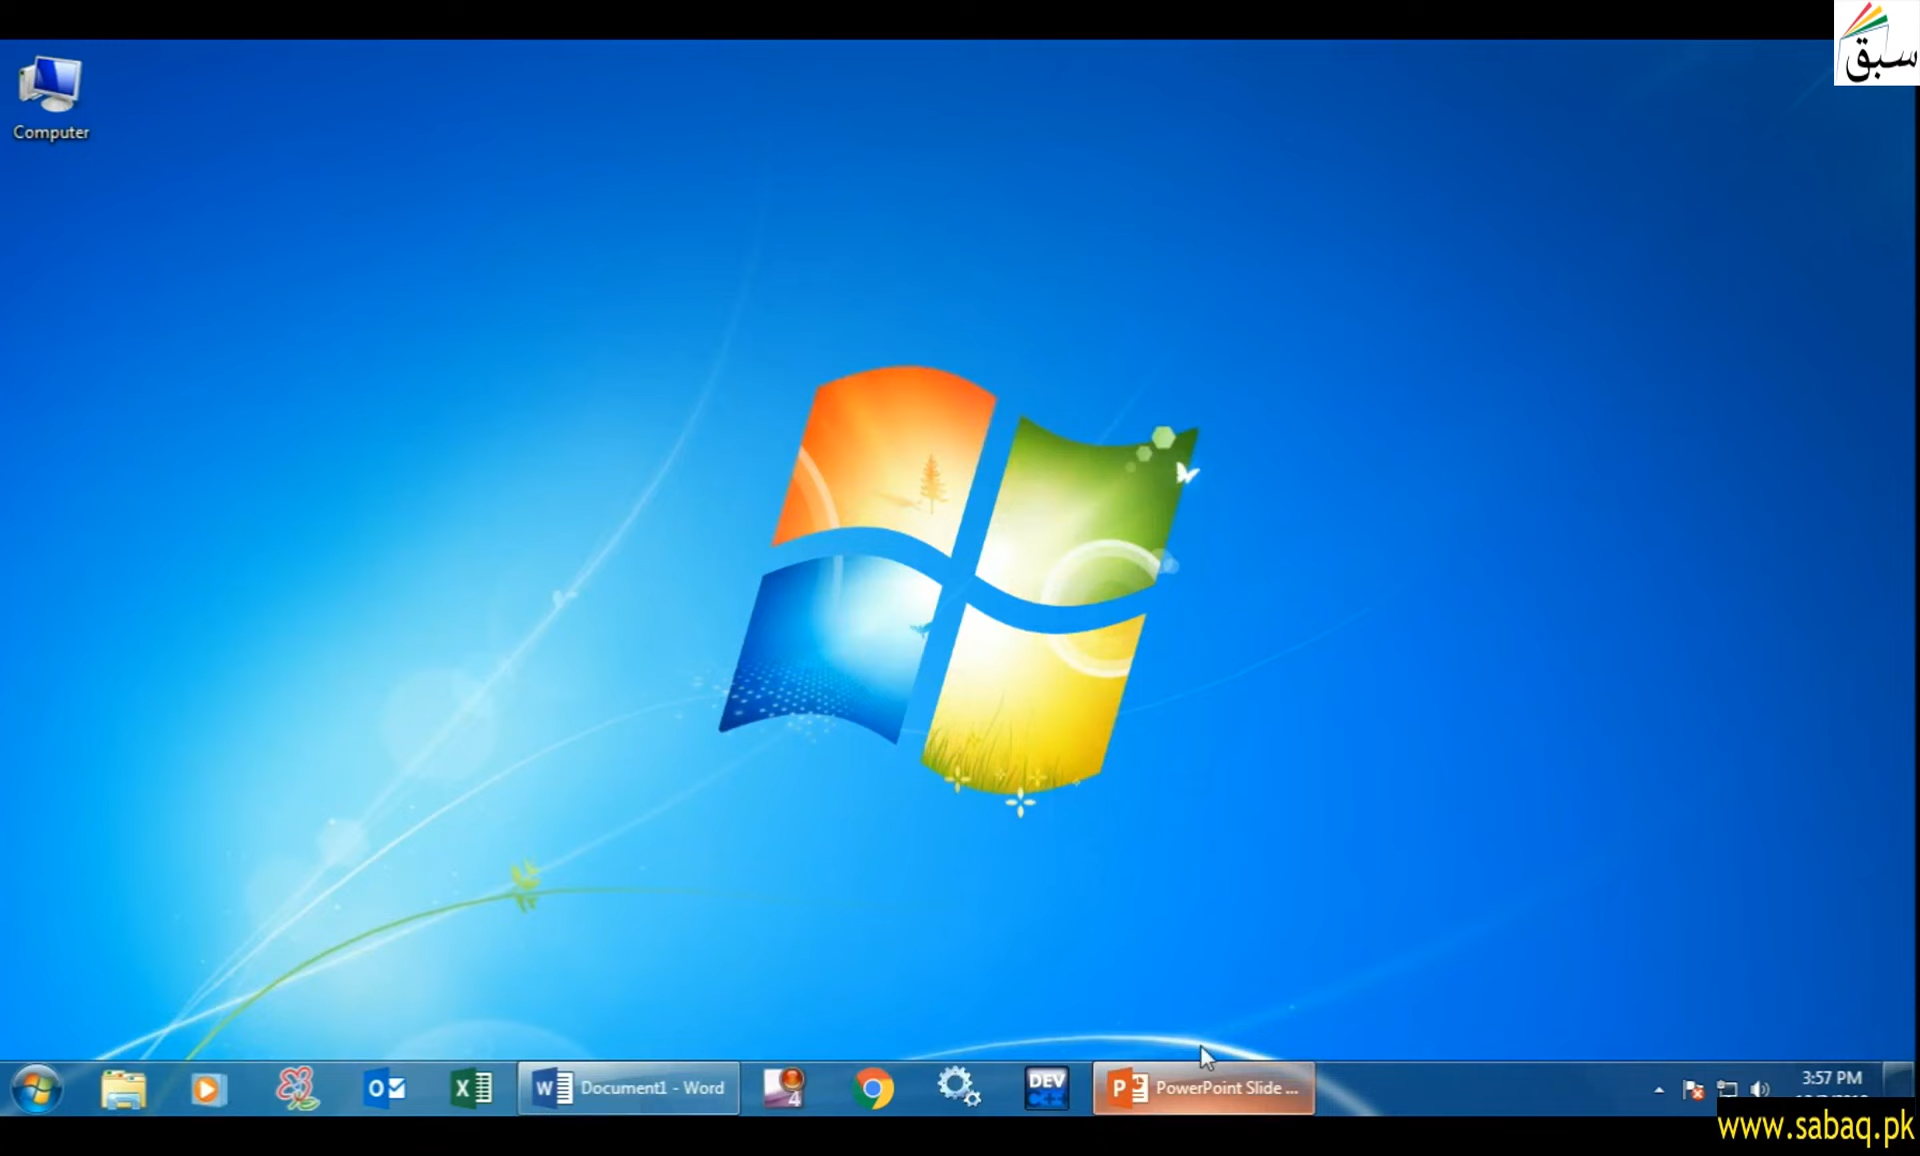 سبق
Computer
Document1 - Word
4
DEV
C++
PowerPoint Slide ...
3:57 PM
www.sabaq.pk